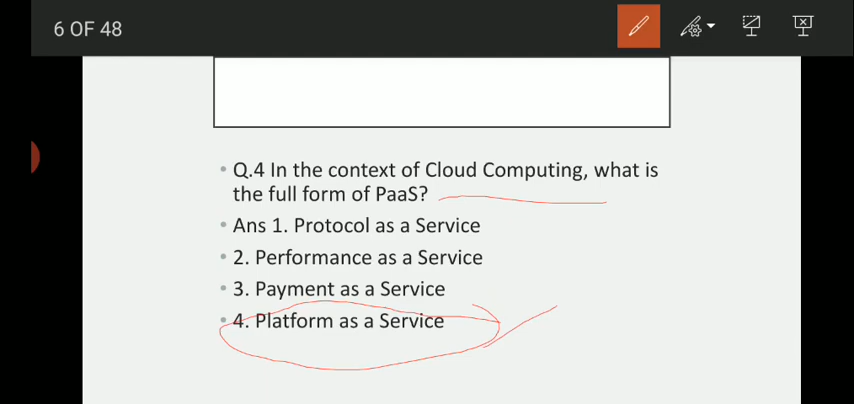 6 OF 48
• Q.4 In the context of Cloud Computing, what is
the full form of PaaS?
• Ans 1. Protocol as a Service
• 2. Performance as a Service
• 3. Payment as a Service
• 4. Platform as a Service